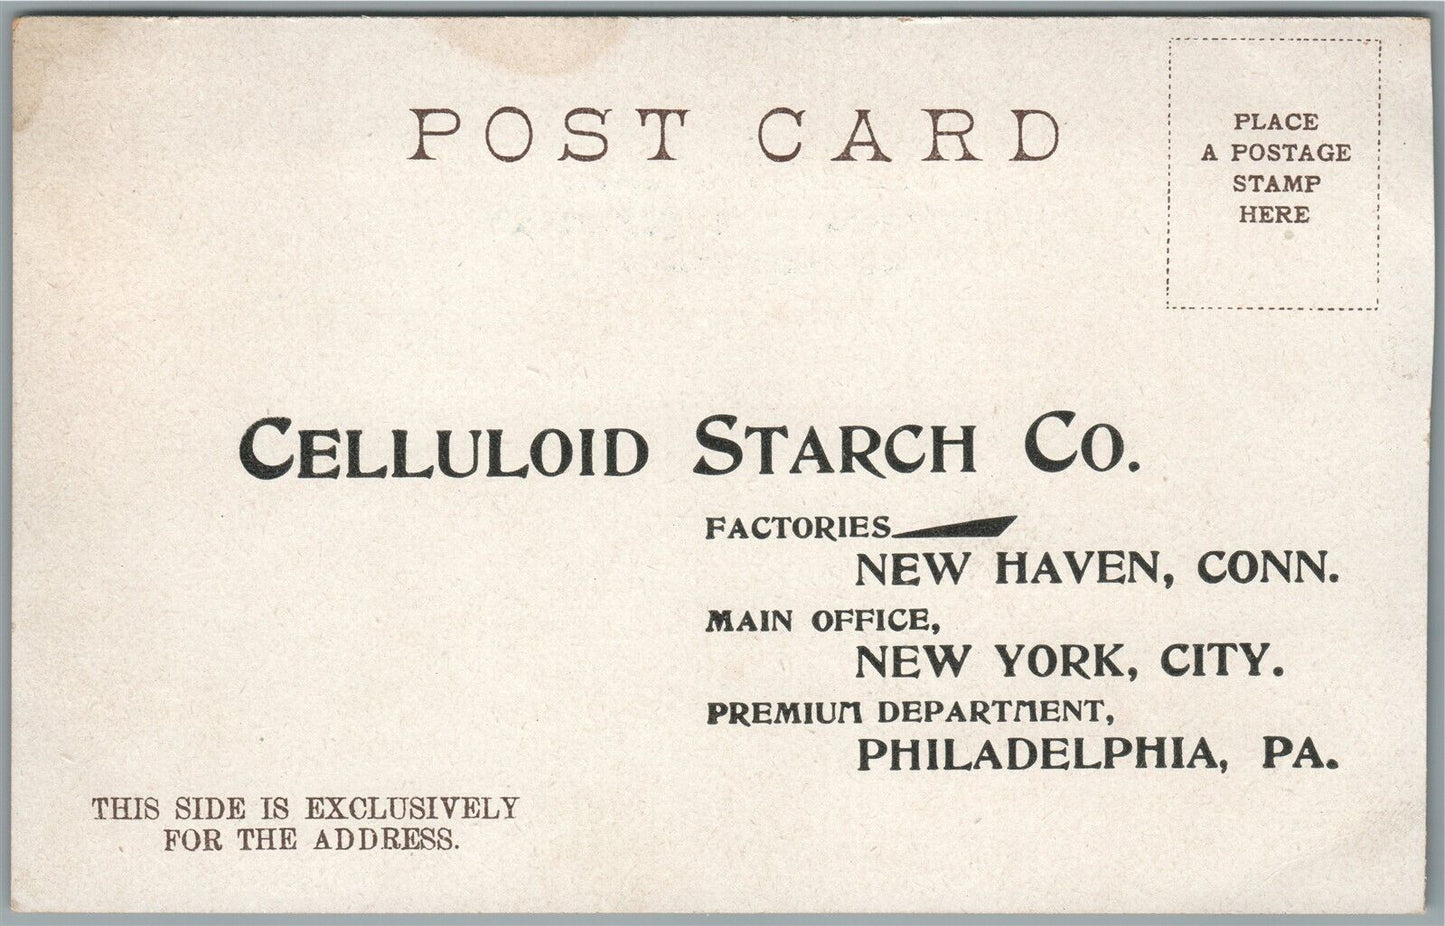 POST CARD
PLACE
A POSTAGE
STAMP
HERE
CELLULOID STARCH CO.
FACTORIES
NEW HAVEN, CONN.
MAIN OFFICE,
NEW YORK, CITY.
PREMIUM DEPARTMENT,
PHILADELPHIA, PA.
THIS SIDE IS EXCLUSIVELY
FOR THE ADDRESS.